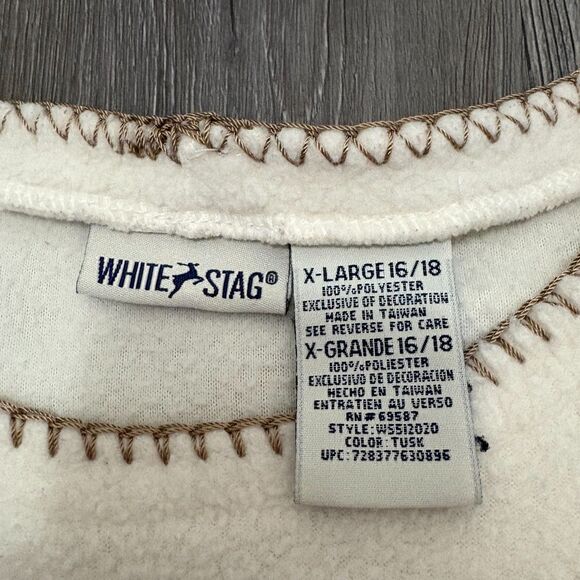 WHITE STAG®
X-LARGE 16/18
100% POLYESTER
EXCLUSIVE OF DECORATION
MADE IN TAIWAN
SEE REVERSE FOR CARE
X-GRANDE 16/18
100% POLIESTER
EXCLUSIVO DE DECORACION
HECHO EN TAIWAN
ENTRATIEN AU VERSO
RN# 69587
STYLE: WS512020
COLOR: TUSK
UPC: 728377630896